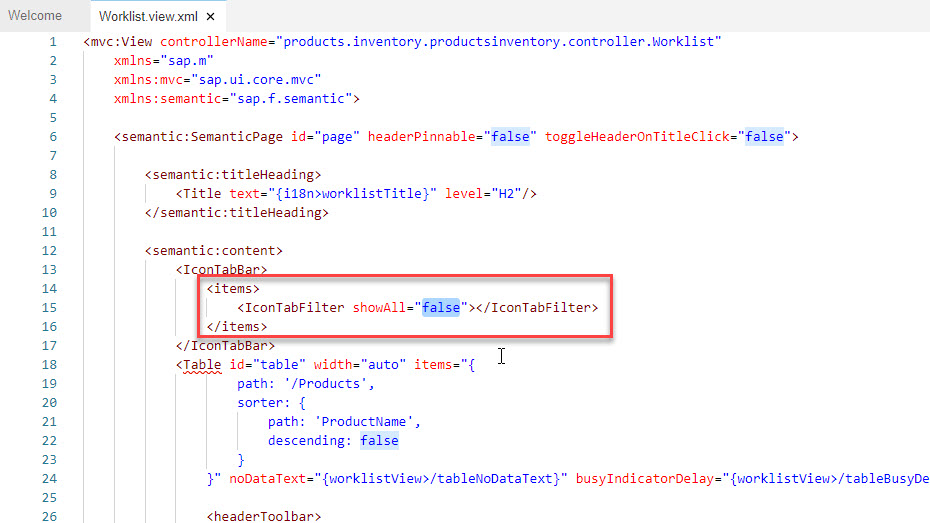 Welcome Worklist.view.xml ×
1 <mvc:View controllerName="products.inventory.productsinventory.controller.Worklist"
2 xmlns="sap.m"
3 xmlns:mvc="sap.ui.core.mvc"
4 xmlns:semantic="sap.f.semantic">
5
6 <semantic:SemanticPage id="page" headerPinnable="false" toggleHeaderOnTitleClick="false">
7
8 <semantic:titleHeading>
9 <Title text="{i18n>worklistTitle}" level="H2"/>
10 </semantic:titleHeading>
11
12 <semantic:content>
13 <IconTabBar>
14 <items>
15 <IconTabFilter showAll="false"></IconTabFilter>
16 </items>
17 </IconTabBar>
18 <Table id="table" width="auto" items="{
19 path: '/Products',
20 sorter: {
21 path: 'ProductName',
22 descending: false
23 }
24 }" noDataText="{worklistView>/tableNoDataText}" busyIndicatorDelay="{worklistView>/tableBusyDe
25
26 <headerToolbar>